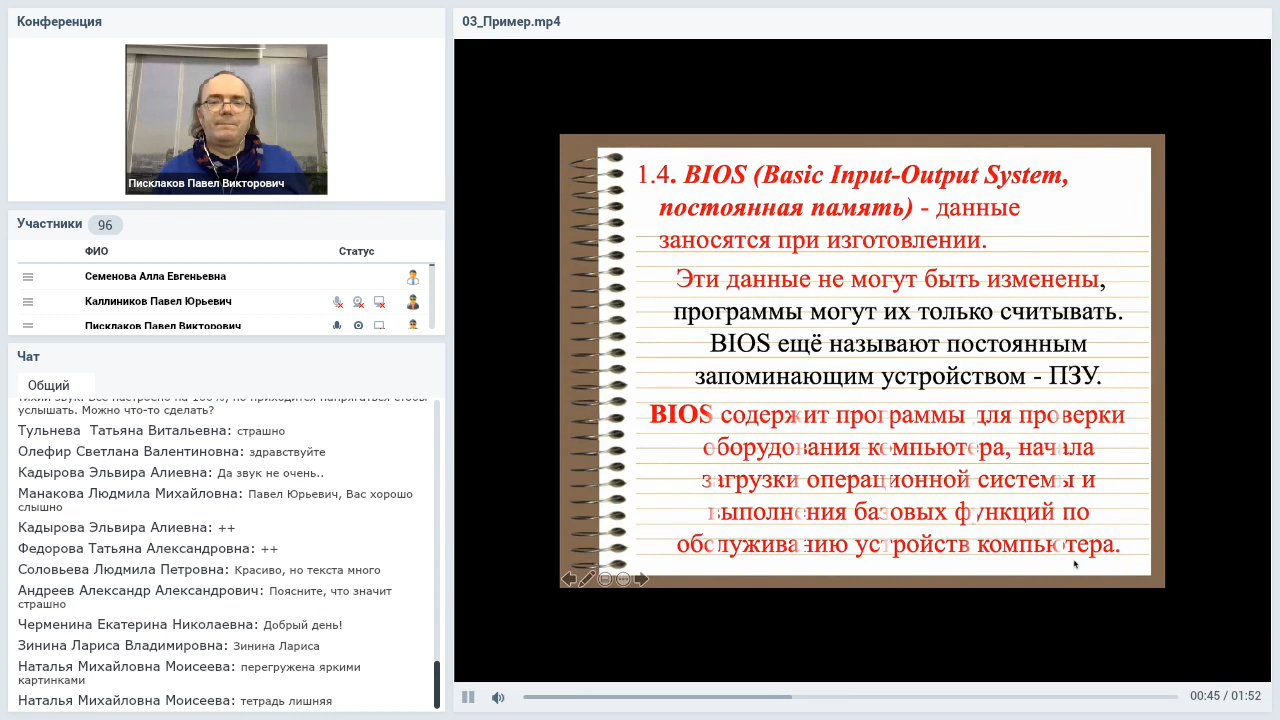 Конференция
Писклаков Павел Викторович
Участники 96
ФИО Статус
Семенова Алла Евгеньевна
Каллиников Павел Юрьевич
Писклаков Павел Викторович
Чат
Общий
услышать. Можно что-то сделать?
Тульнева Татьяна Витальевна: страшно
Олефир Светлана Валентиновна: здравствуйте
Кадырова Эльвира Алиевна: Да звук не очень..
Манакова Людмила Михайловна: Павел Юрьевич, Вас хорошо
слышно
Кадырова Эльвира Алиевна: ++
Федорова Татьяна Александровна: ++
Соловьева Людмила Петровна: Красиво, но текста много
Андреев Александр Александрович: Поясните, что значит
страшно
Черменина Екатерина Николаевна: Добрый день!
Зинина Лариса Владимировна: Зинина Лариса
Наталья Михайловна Моисеева: перегружена яркими
картинками
Наталья Михайловна Моисеева: тетрадь лишняя
03_Пример.mp4
1.4. BIOS (Basic Input-Output System,
постоянная память) - данные
заносятся при изготовлении.
Эти данные не могут быть изменены,
программы могут их только считывать.
BIOS ещё называют постоянным
запоминающим устройством - ПЗУ.
BIOS содержит программы для проверки
оборудования компьютера, начала
загрузки операционной системы и
выполнения базовых функций по
обслуживанию устройств компьютера.
00:45 / 01:52